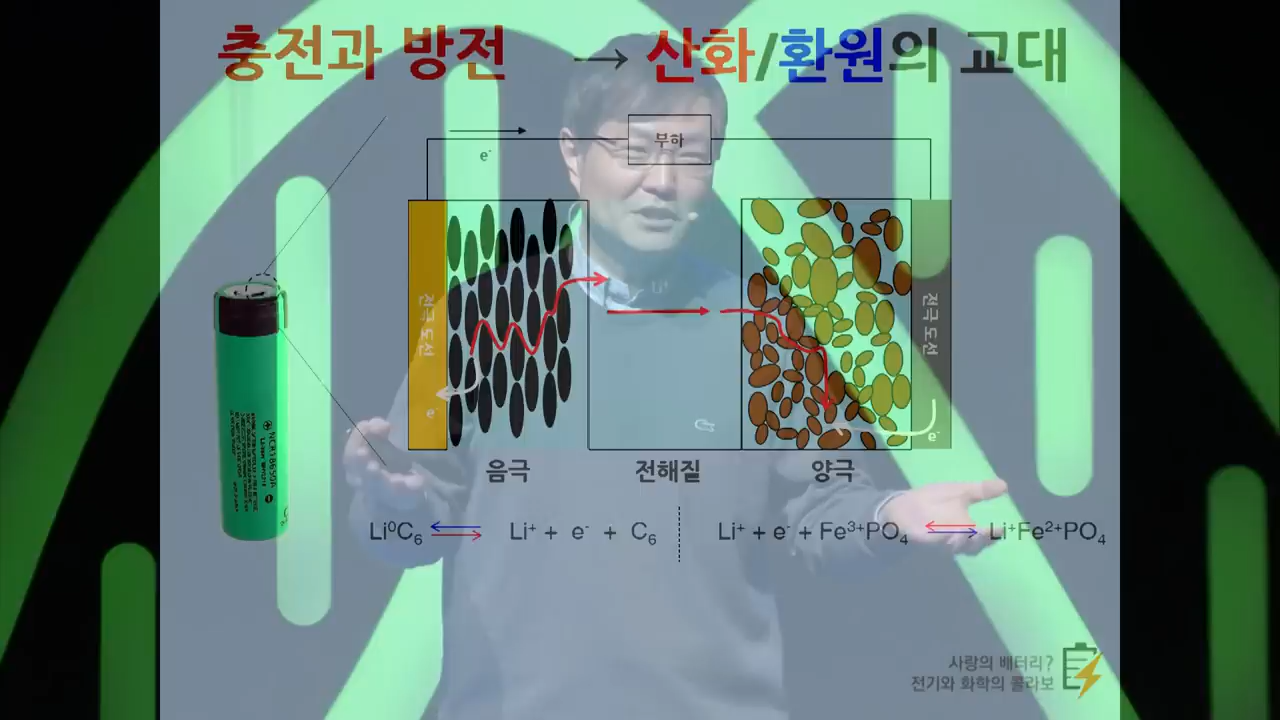 충전과 방전 → 산화/환원의 교대
부하
e⁻
전극 도선
전극 도선
Li⁺
e⁻
e⁻
음극 전해질 양극
Li⁰C₆ Li⁺ + e⁻ + C₆ Li⁺ + e⁻ + Fe³⁺PO₄ Li⁺Fe²⁺PO₄
NCR18650A
사랑의 배터리?
전기와 화학의 콜라보